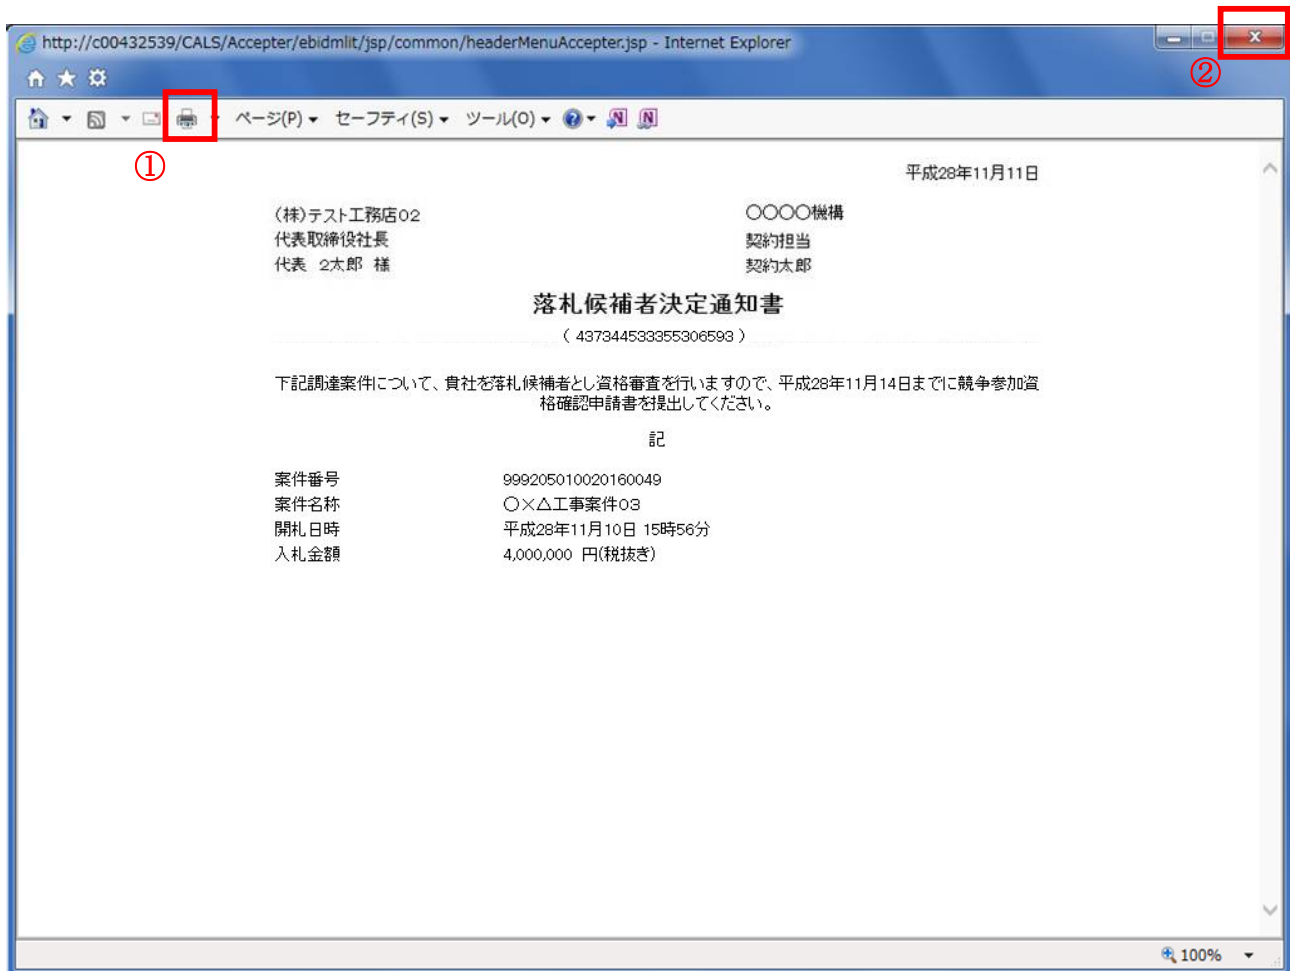 http://c00432539/CALS/Accepter/ebidmlit/jsp/common/headerMenuAccepter.jsp - Internet Explorer
②
ページ(P) セーフティ(S) ツール(O)
①
平成28年11月11日
(株)テスト工務店02
〇〇〇〇機構
代表取締役社長
契約担当
代表 2太郎 様
契約太郎
落札候補者決定通知書
( 437344533355306593 )
下記調達案件について、貴社を落札候補者とし資格審査を行いますので、平成28年11月14日までに競争参加資
格確認申請書を提出してください。
記
案件番号 999205010020160049
案件名称 〇×△工事案件03
開札日時 平成28年11月10日 15時56分
入札金額 4,000,000 円(税抜き)
100%